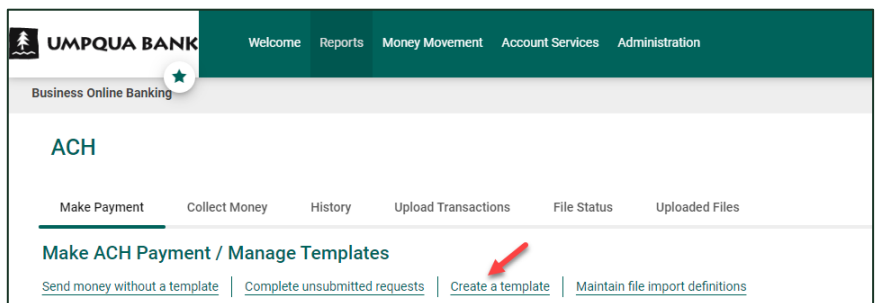 UMPQUA BANK Welcome Reports Money Movement Account Services Administration
Business Online Banking
ACH
Make Payment Collect Money History Upload Transactions File Status Uploaded Files
Make ACH Payment / Manage Templates
Send money without a template | Complete unsubmitted requests | Create a template | Maintain file import definitions